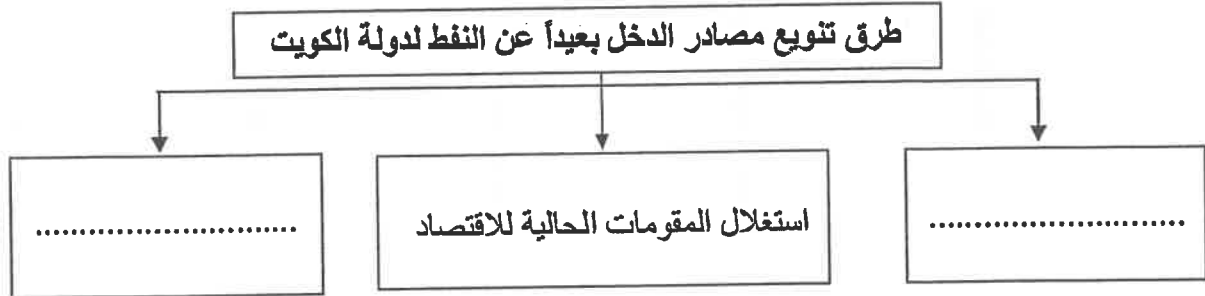 طرق تنويع مصادر الدخل بعيداً عن النفط لدولة الكويت
............................
استغلال المقومات الحالية للاقتصاد
............................